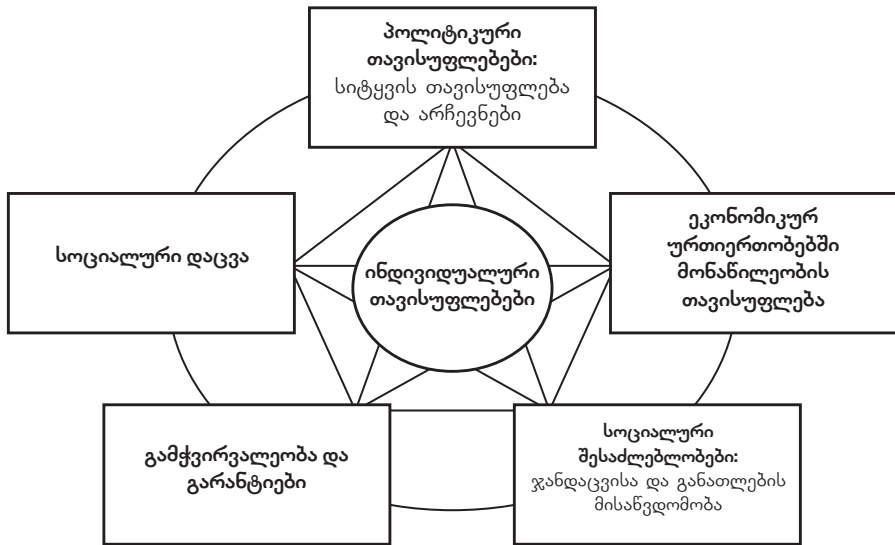 პოლიტიკური
თავისუფლებები:
სიტყვის თავისუფლება
და არჩევნები
სოციალური დაცვა
ინდივიდუალური
თავისუფლებები
ეკონომიკურ
ურთიერთობებში
მონაწილეობის
თავისუფლება
გამჭვირვალეობა და
გარანტიები
სოციალური
შესაძლებლობები:
ჯანდაცვისა და განათლების
მისაწვდომობა